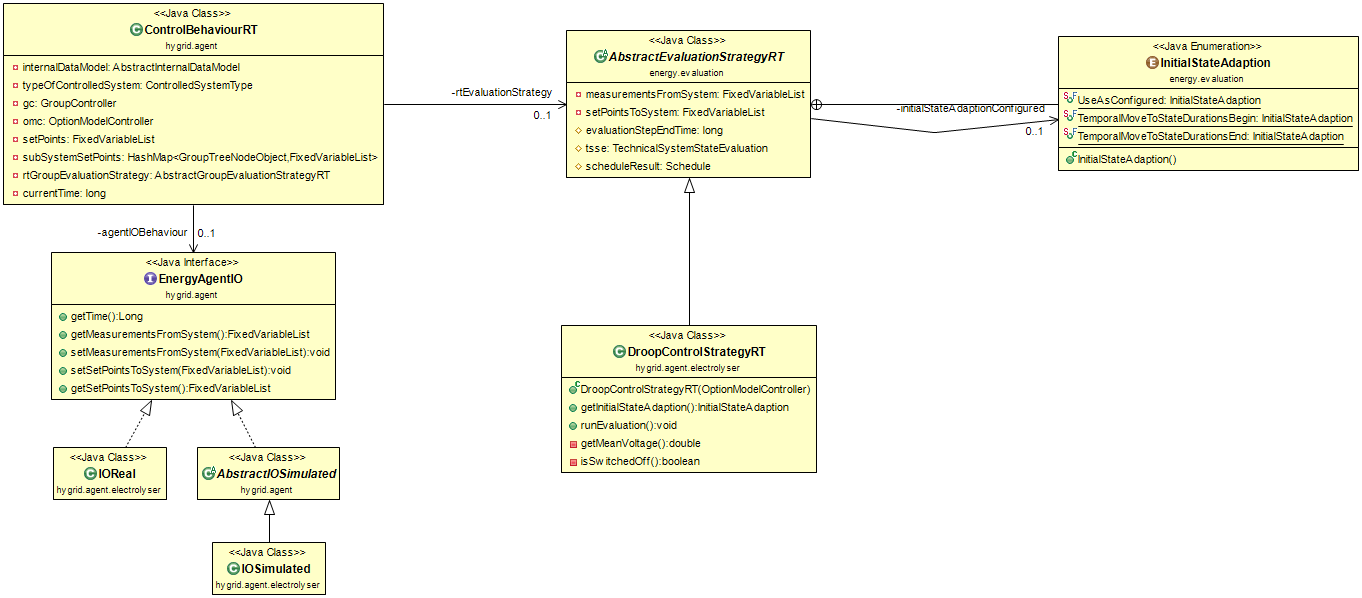 <<Java Class>>
ControlBehaviourRT
hygrid.agent
internalDataModel: AbstractInternalDataModel
typeOfControlledSystem: ControlledSystemType
gc: GroupController
omc: OptionModelController
setPoints: FixedVariableList
subSystemSetPoints: HashMap<GroupTreeNodeObject,FixedVariableList>
rtGroupEvaluationStrategy: AbstractGroupEvaluationStrategyRT
currentTime: long
-rtEvaluationStrategy
0..1
<<Java Class>>
AbstractEvaluationStrategyRT
energy.evaluation
measurementsFromSystem: FixedVariableList
setPointsToSystem: FixedVariableList
evaluationStepEndTime: long
tsse: TechnicalSystemStateEvaluation
scheduleResult: Schedule
-initialStateAdaptionConfigured
0..1
<<Java Enumeration>>
InitialStateAdaption
energy.evaluation
UseAsConfigured: InitialStateAdaption
TemporalMoveToStateDurationsBegin: InitialStateAdaption
TemporalMoveToStateDurationsEnd: InitialStateAdaption
InitialStateAdaption()
-agentIOBehaviour
0..1
<<Java Interface>>
EnergyAgentIO
hygrid.agent
getTime():Long
getMeasurementsFromSystem():FixedVariableList
setMeasurementsFromSystem(FixedVariableList):void
setSetPointsToSystem(FixedVariableList):void
getSetPointsToSystem():FixedVariableList
<<Java Class>>
DroopControlStrategyRT
hygrid.agent.electrolyser
DroopControlStrategyRT(OptionModelController)
getInitialStateAdaption():InitialStateAdaption
runEvaluation():void
getMeanVoltage():double
isSwitchedOff():boolean
<<Java Class>>
IOReal
hygrid.agent.electrolyser
<<Java Class>>
AbstractIOSimulated
hygrid.agent
<<Java Class>>
IOSimulated
hygrid.agent.electrolyser